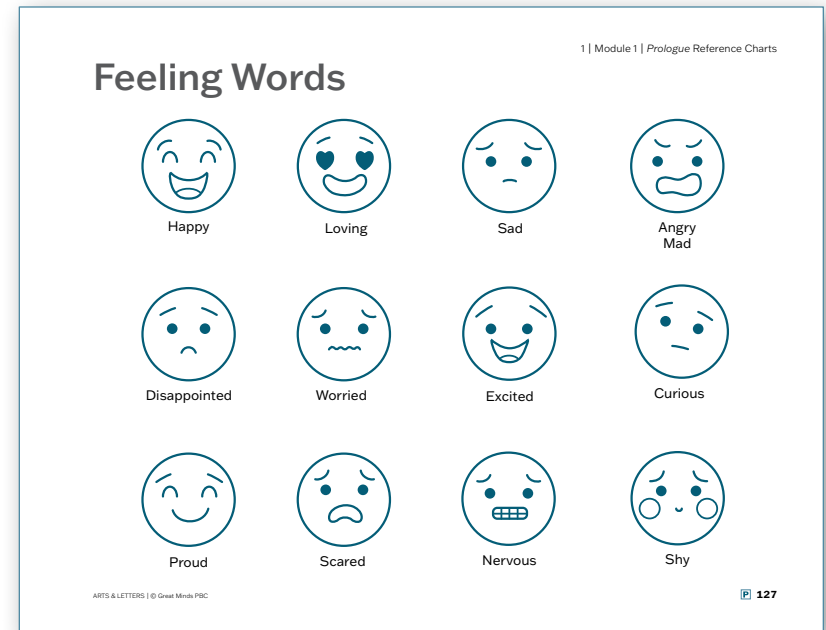 1 | Module 1 | Prologue Reference Charts
Feeling Words
Happy
Loving
Sad
Angry
Mad
Disappointed
Worried
Excited
Curious
Proud
Scared
Nervous
Shy
ARTS & LETTERS | © Great Minds PBC
P 127